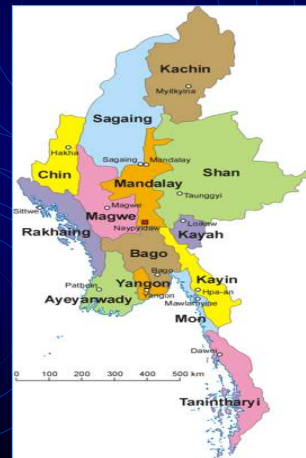 Kachin
Myitkyina
Sagaing
Hakha
Sagaing
Mandalay
Shan
Chin
Mandalay
Taunggyi
Magwe
Sittwe
Magwe
Loikaw
Rakhaing
Naypyidaw
Kayah
Bago
Bago
Kayin
Pathein
Yangon
Hpa-an
Ayeyarwady
Yangon
Mawlamyine
Mon
Dawei
0 100 200 300 400 500 km
Tanintharyi